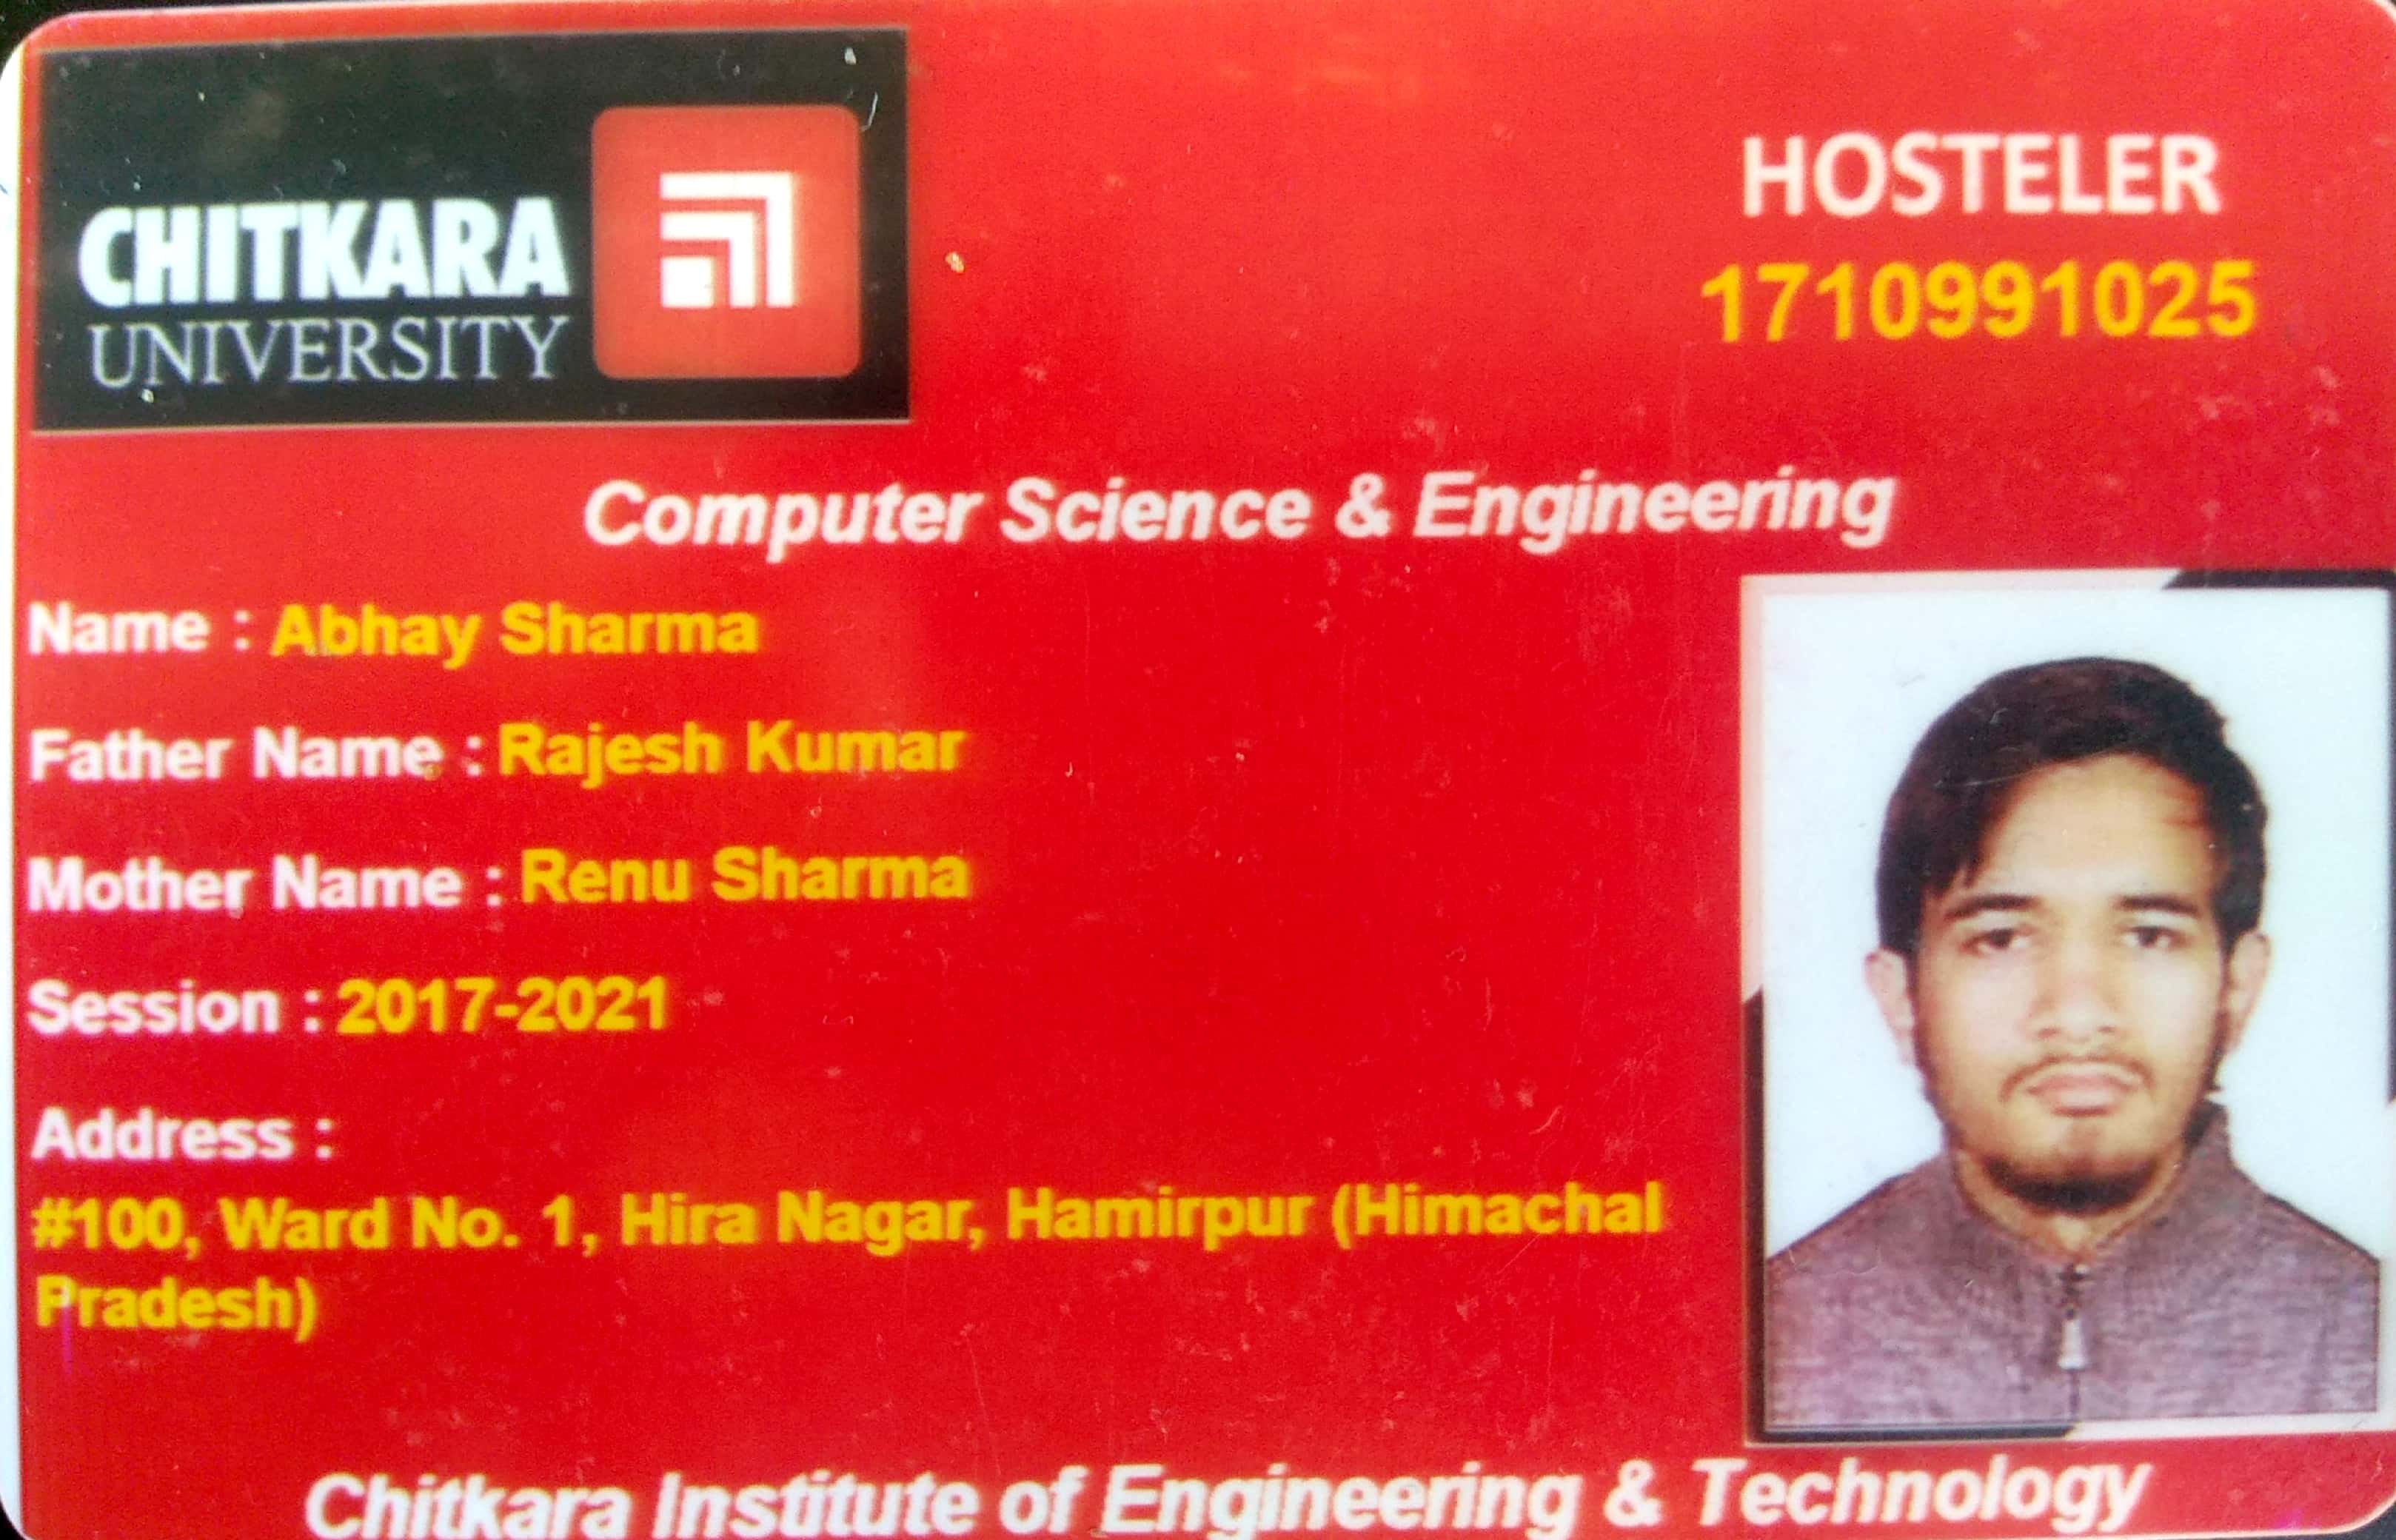 CHITKARA
UNIVERSITY
HOSTELER
1710991025
Computer Science & Engineering
Name : Abhay Sharma
Father Name : Rajesh Kumar
Mother Name : Renu Sharma
Session : 2017-2021
Address :
#100, Ward No. 1, Hira Nagar, Hamirpur (Himachal
Pradesh)
Chitkara Institute of Engineering & Technology